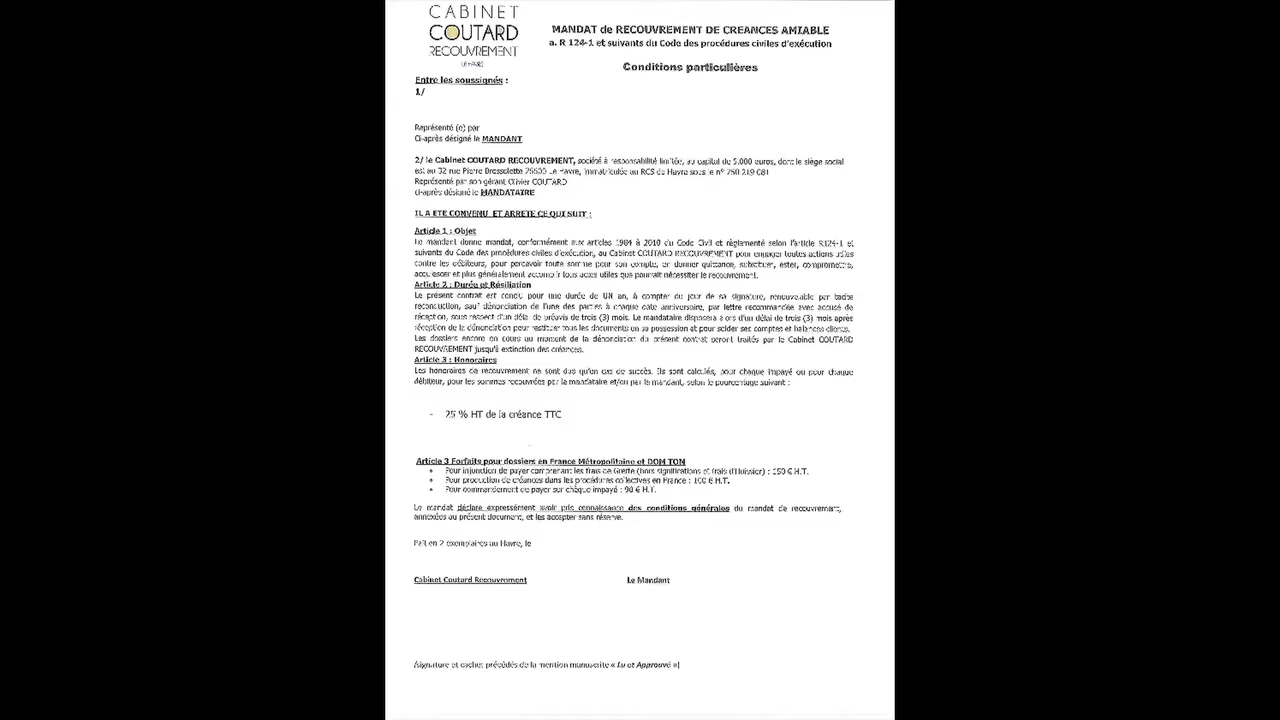 CABINET
COUTARD
RECOUVREMENT
MANDAT de RECOUVREMENT DE CREANCES AMIABLE
a. R 124-1 et suivants du Code des procédures civiles d'exécution
Conditions particulières
Entre les soussignés :
1/
Représenté (e) par
Ci-après désigné le MANDANT
2/ le Cabinet COUTARD RECOUVREMENT, société à responsabilité limitée, au capital de 5.000 euros, dont le siège social
est au 32 rue Pierre Brossolette 76600 Le Havre, immatriculée au RCS du Havre sous le n° 750 219 081
Représenté par son gérant Olivier COUTARD
ci-après désigné le MANDATAIRE
IL A ETE CONVENU ET ARRETE CE QUI SUIT :
Article 1 : Objet
Le mandant donne mandat, conformément aux articles 1984 à 2010 du Code Civil et règlementé selon l'article R124-1 et
suivants du Code des procédures civiles d'exécution, au Cabinet COUTARD RECOUVREMENT pour engager toutes actions utiles
contre les débiteurs, pour percevoir toute somme pour son compte, en donner quittance, substituer, ester, compromettre,
acquiescer et plus généralement accomplir tous actes utiles que pourrait nécessiter le recouvrement.
Article 2 : Durée et Résiliation
Le présent contrat est conclu pour une durée de UN an, à compter du jour de sa signature, renouvelable par tacite
reconduction, sauf dénonciation de l'une des parties à chaque date anniversaire, par lettre recommandée avec accusé de
réception, sous respect d'un délai de préavis de trois (3) mois. Le mandataire disposera alors d'un délai de trois (3) mois après
réception de la dénonciation pour restituer tous les documents en sa possession et pour solder ses comptes et balances clients.
Les dossiers encore en cours au moment de la dénonciation du présent contrat seront traités par le Cabinet COUTARD
RECOUVREMENT jusqu'à extinction des créances.
Article 3 : Honoraires
Les honoraires de recouvrement ne sont dus qu'en cas de succès. Ils sont calculés, pour chaque impayé ou pour chaque
débiteur, pour les sommes recouvrées par le mandataire et/ou par le mandant, selon le pourcentage suivant :
- 25 % HT de la créance TTC
Article 3 Forfaits pour dossiers en France Métropolitaine et DOM TOM
• Pour injonction de payer comprenant les frais de Greffe (hors significations et frais d'Huissier) : 150 € H.T.
• Pour production de créances dans les procédures collectives en France : 100 € H.T.
• Pour commandement de payer sur chèque impayé : 90 € H.T.
Le mandat déclare expressément avoir pris connaissance des conditions générales du mandat de recouvrement,
annexées au présent document, et les accepter sans réserve.
Fait en 2 exemplaires au Havre, le
Cabinet Coutard Recouvrement Le Mandant
(signature et cachet précédés de la mention manuscrite « Lu et Approuvé »)